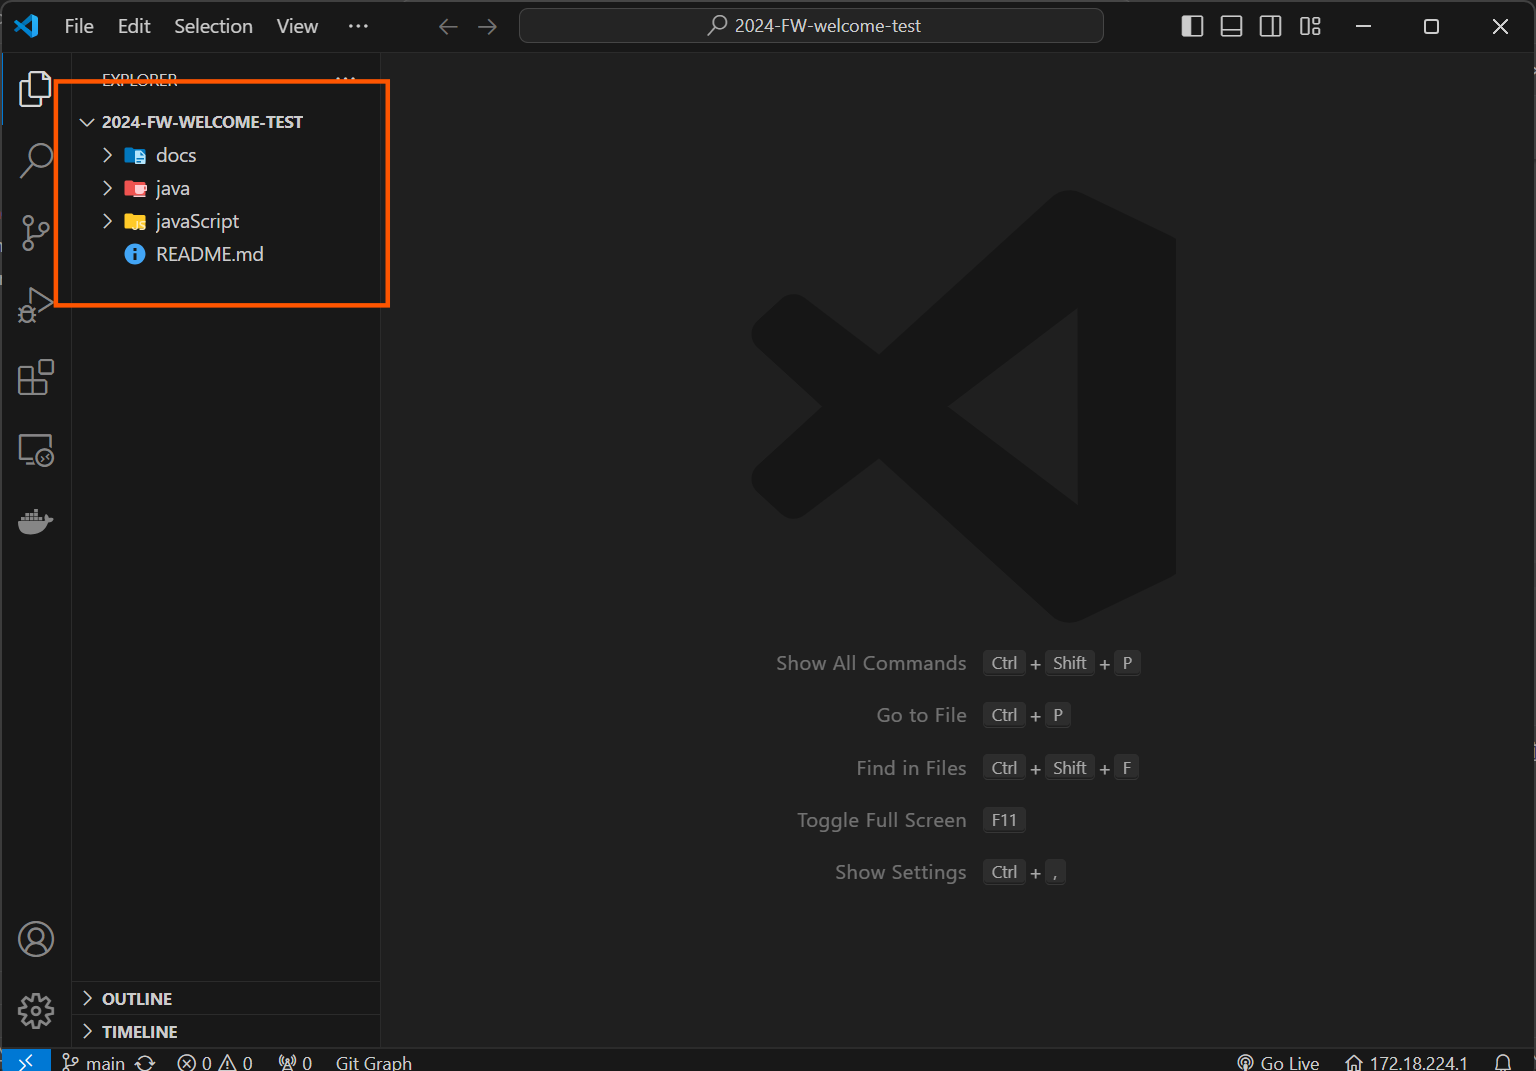 File Edit Selection View ···
2024-FW-welcome-test
EXPLORER ···
2024-FW-WELCOME-TEST
docs
java
JS javaScript
README.md
Show All Commands Ctrl + Shift + P
Go to File Ctrl + P
Find in Files Ctrl + Shift + F
Toggle Full Screen F11
Show Settings Ctrl + ,
OUTLINE
TIMELINE
main 0 0 0 Git Graph Go Live 172.18.224.1